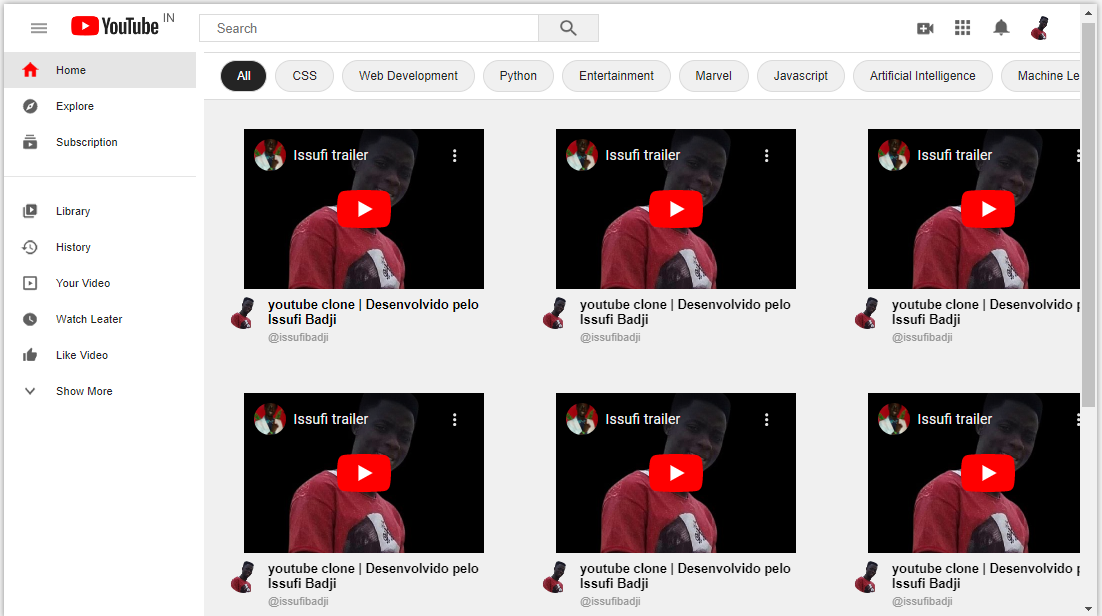 YouTube IN
Search
Home
Explore
Subscription
Library
History
Your Video
Watch Leater
Like Video
Show More
All CSS Web Development Python Entertainment Marvel Javascript Artificial Intelligence Machine Le
Issufi trailer
youtube clone | Desenvolvido pelo
Issufi Badji
@issufibadji
Issufi trailer
youtube clone | Desenvolvido pelo
Issufi Badji
@issufibadji
Issufi trailer
youtube clone | Desenvolvido p
Issufi Badji
@issufibadji
Issufi trailer
youtube clone | Desenvolvido pelo
Issufi Badji
@issufibadji
Issufi trailer
youtube clone | Desenvolvido pelo
Issufi Badji
@issufibadji
Issufi trailer
youtube clone | Desenvolvido p
Issufi Badji
@issufibadji